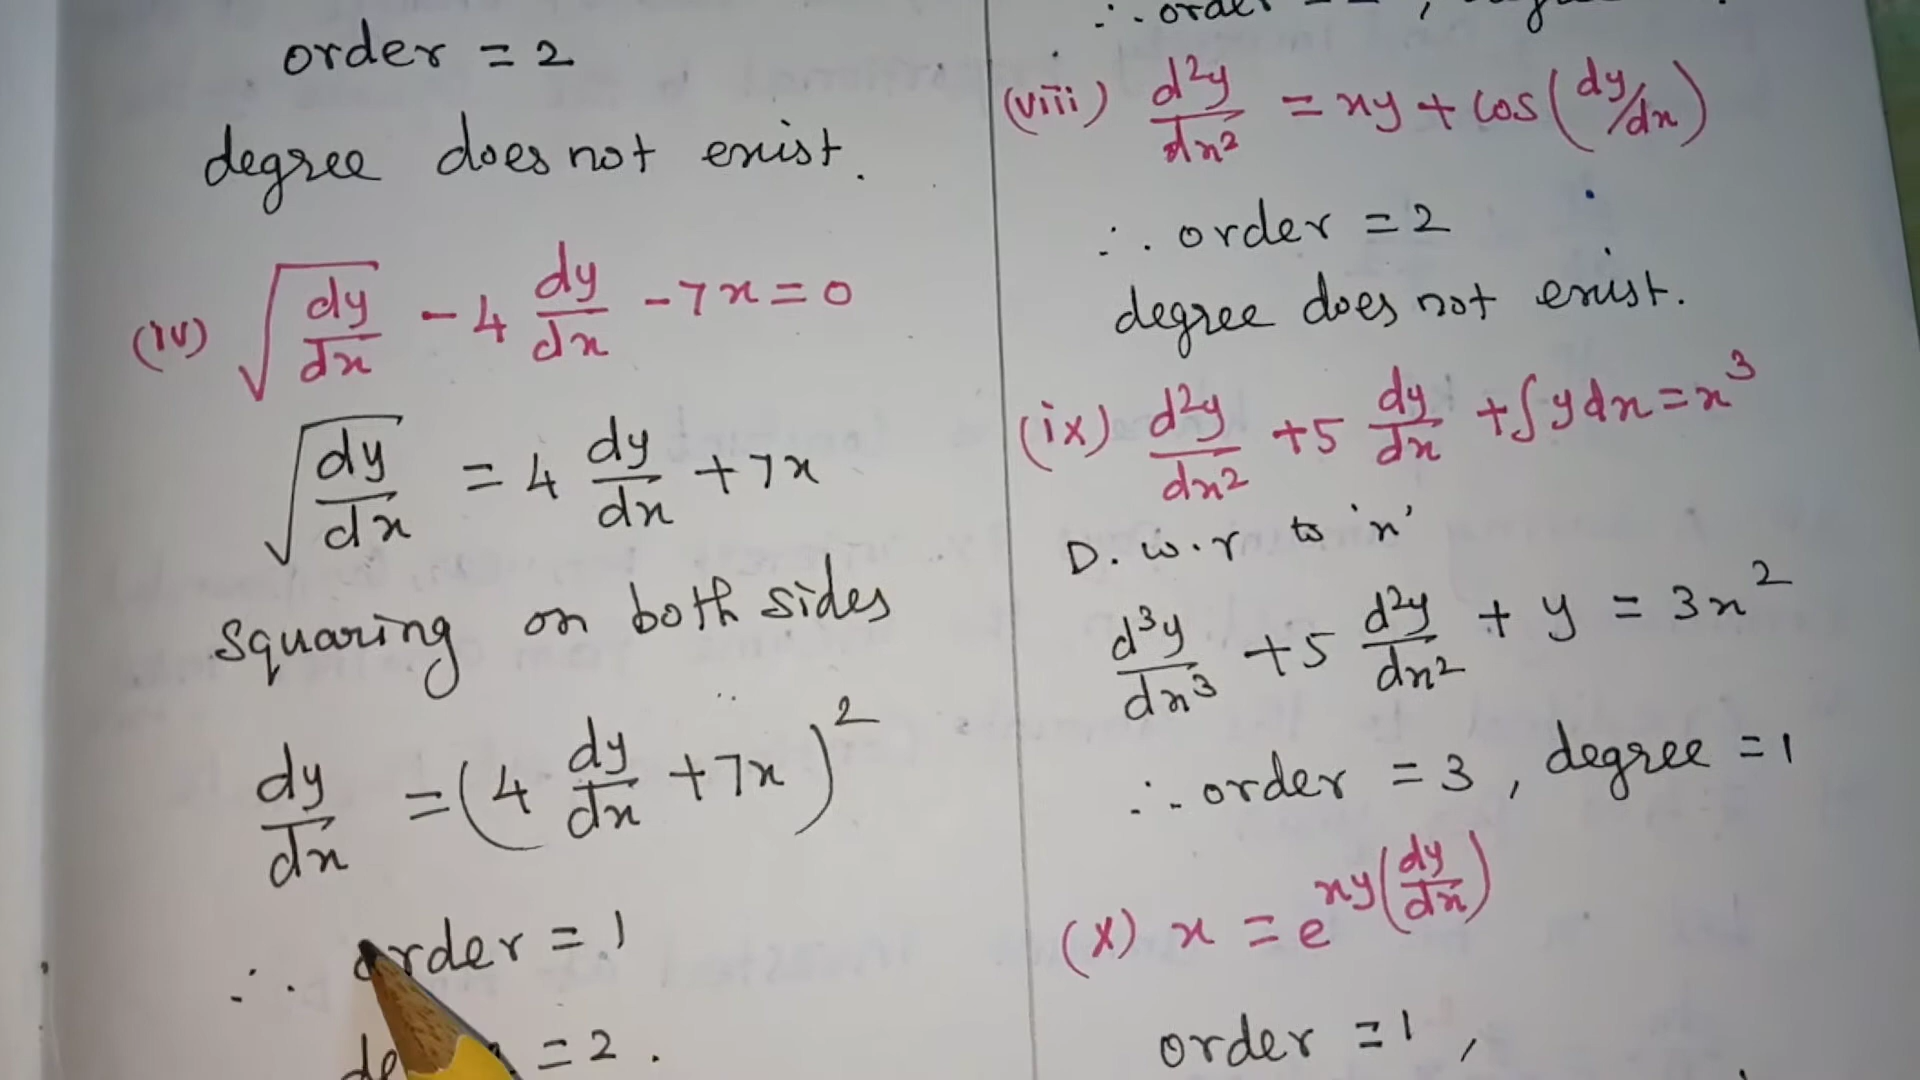 order = 2
degree does not exist.
(iv) √(dy/dx) - 4 dy/dx - 7x = 0
√(dy/dx) = 4 dy/dx + 7x
squaring on both sides
dy/dx = (4 dy/dx + 7x)²
∴ order = 1
= 2.
∴ order
(viii) d²y/dx² = xy + cos(dy/dx)
∴ order = 2
degree does not exist.
(ix) d²y/dx² + 5 dy/dx + ∫y dx = x³
D. w.r to 'x'
d³y/dx³ + 5 d²y/dx² + y = 3x²
∴ order = 3, degree = 1
(x) x = e^xy(dy/dx)
order = 1,